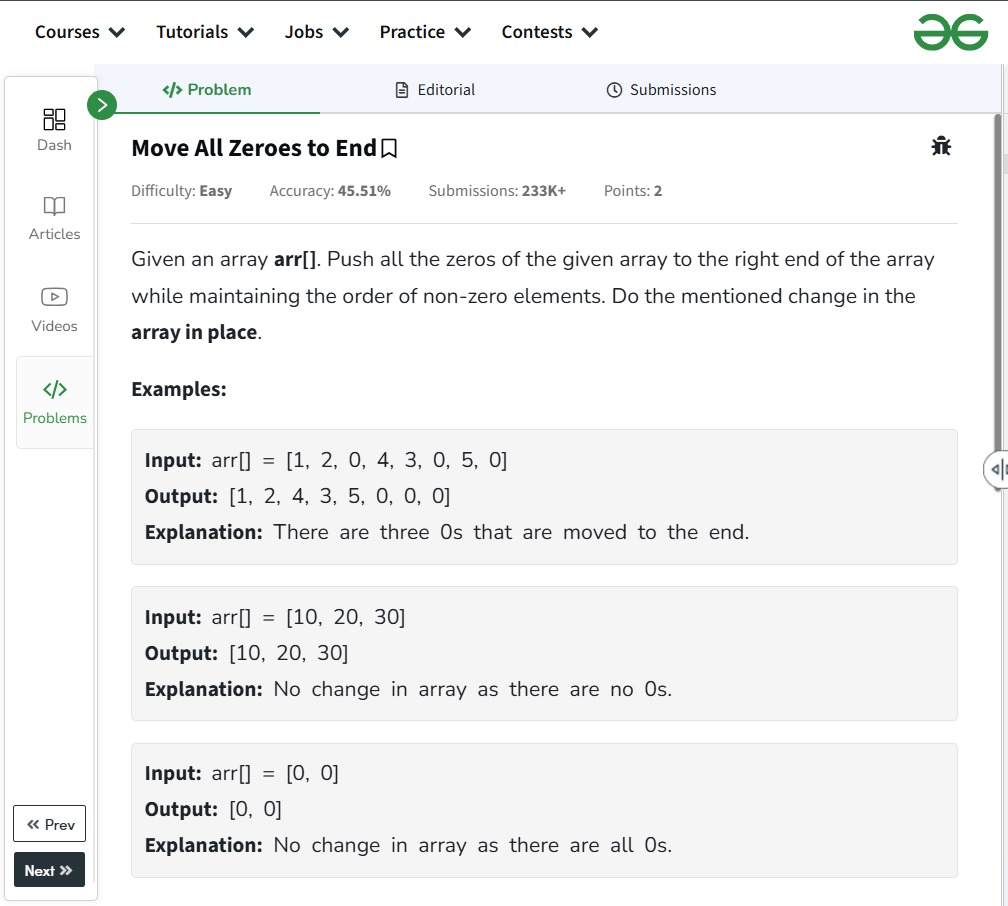 Courses Tutorials Jobs Practice Contests
Dash
Articles
Videos
Problems
Prev
Next
Problem Editorial Submissions
Move All Zeroes to End
Difficulty: Easy Accuracy: 45.51% Submissions: 233K+ Points: 2
Given an array arr[]. Push all the zeros of the given array to the right end of the array
while maintaining the order of non-zero elements. Do the mentioned change in the
array in place.
Examples:
Input: arr[] = [1, 2, 0, 4, 3, 0, 5, 0]
Output: [1, 2, 4, 3, 5, 0, 0, 0]
Explanation: There are three 0s that are moved to the end.
Input: arr[] = [10, 20, 30]
Output: [10, 20, 30]
Explanation: No change in array as there are no 0s.
Input: arr[] = [0, 0]
Output: [0, 0]
Explanation: No change in array as there are all 0s.